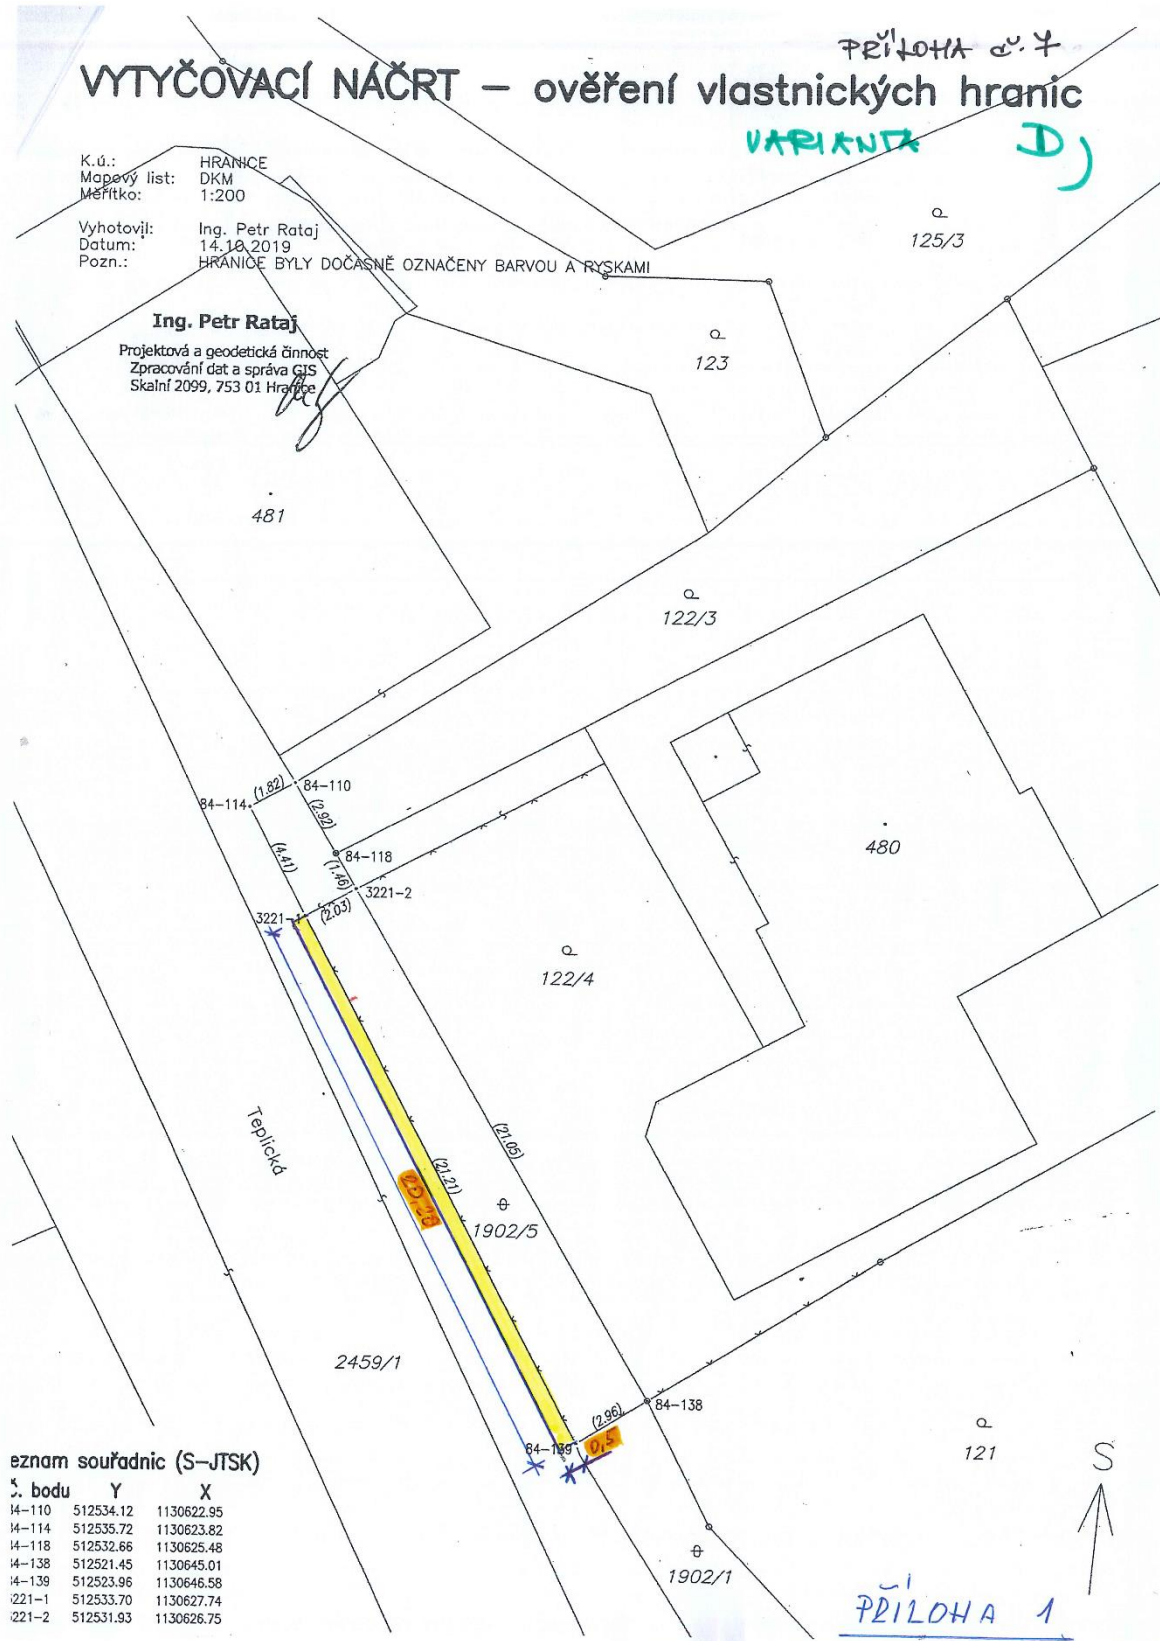 PŘÍLOHA č. 7
VYTYČOVACÍ NÁČRT – ověření vlastnických hranic
VARIANTA D)
K.ú.: HRANICE
Mapový list: DKM
Měřítko: 1:200
Vyhotovil: Ing. Petr Rataj
Datum: 14.10.2019
Pozn.: HRANICE BYLY DOČASNĚ OZNAČENY BARVOU A RYSKAMI
Ing. Petr Rataj
Projektová a geodetická činnost
Zpracování dat a správa GIS
Skalní 2099, 753 01 Hranice
125/3
123
481
122/3
(1.82)
84-110
84-114
(2.92)
(4.41)
84-118
(1.46)
3221-2
3221-1
(2.03)
480
122/4
Teplická
(21.05)
(21.21)
1902/5
2459/1
84-138
(2.96)
84-139
0,5
121
S
1902/1
eznam souřadnic (S-JTSK)
č. bodu Y X
84-110 512534.12 1130622.95
84-114 512535.72 1130623.82
84-118 512532.66 1130625.48
84-138 512521.45 1130645.01
84-139 512523.96 1130646.58
3221-1 512533.70 1130627.74
3221-2 512531.93 1130626.75
PŘÍLOHA 1